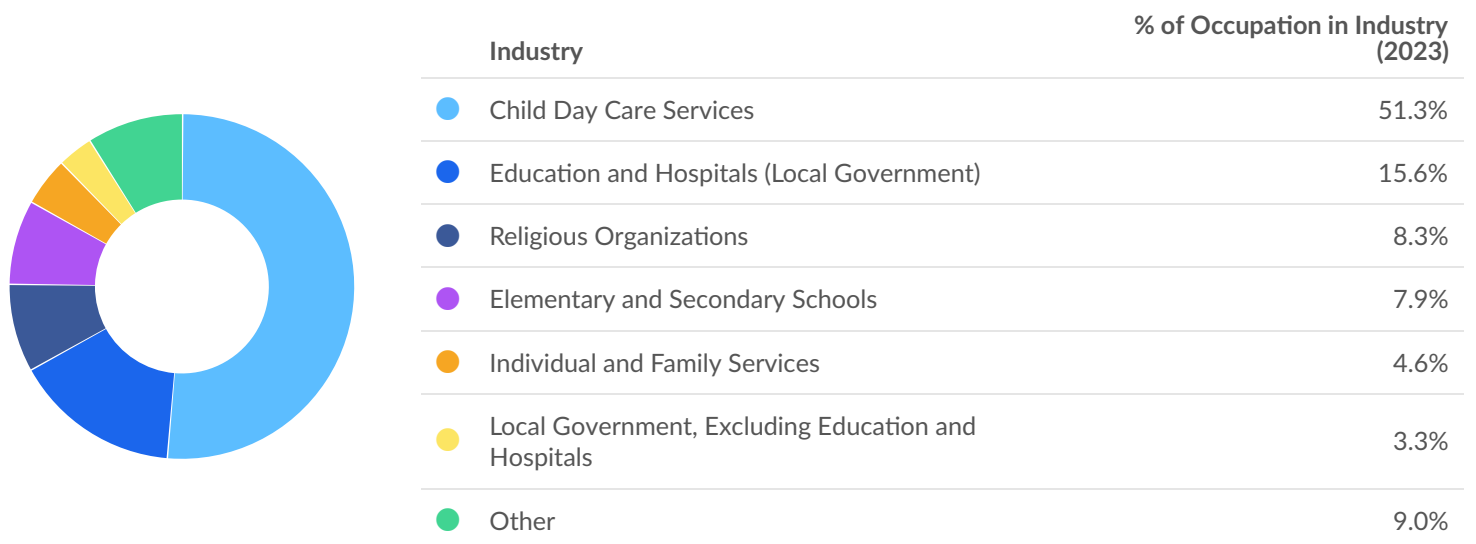 % of Occupation in Industry
Industry (2023)
Child Day Care Services 51.3%
Education and Hospitals (Local Government) 15.6%
Religious Organizations 8.3%
Elementary and Secondary Schools 7.9%
Individual and Family Services 4.6%
Local Government, Excluding Education and
Hospitals 3.3%
Other 9.0%